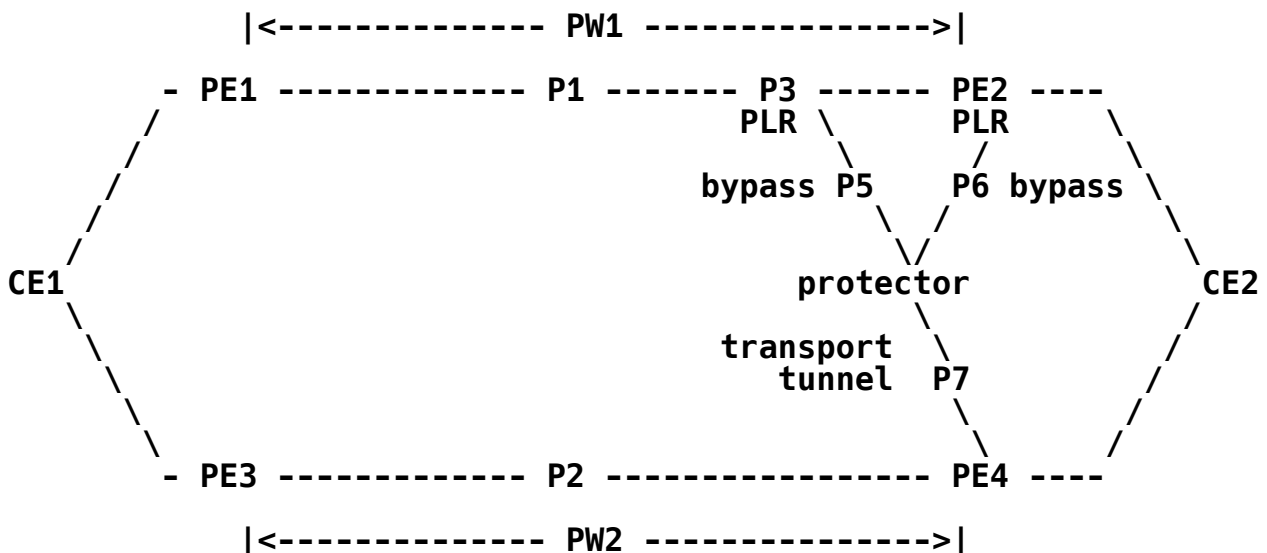 |<-------------- PW1 --------------->|
- PE1 ------------- P1 ------- P3 ------ PE2 ----
PLR PLR
bypass P5 P6 bypass
CE1 protector CE2
transport
tunnel P7
- PE3 ------------- P2 ----------------- PE4 ----
|<-------------- PW2 --------------->|